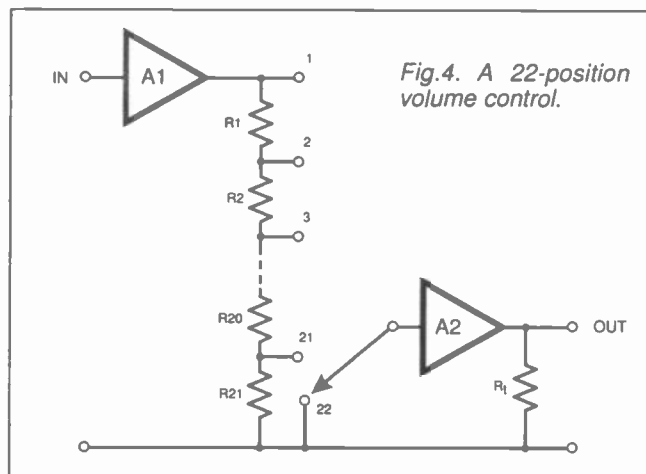 Fig.4. A 22-position
volume control.
IN
A1
1
R1
2
R2
3
R20
21
R21
22
A2
OUT
Rt